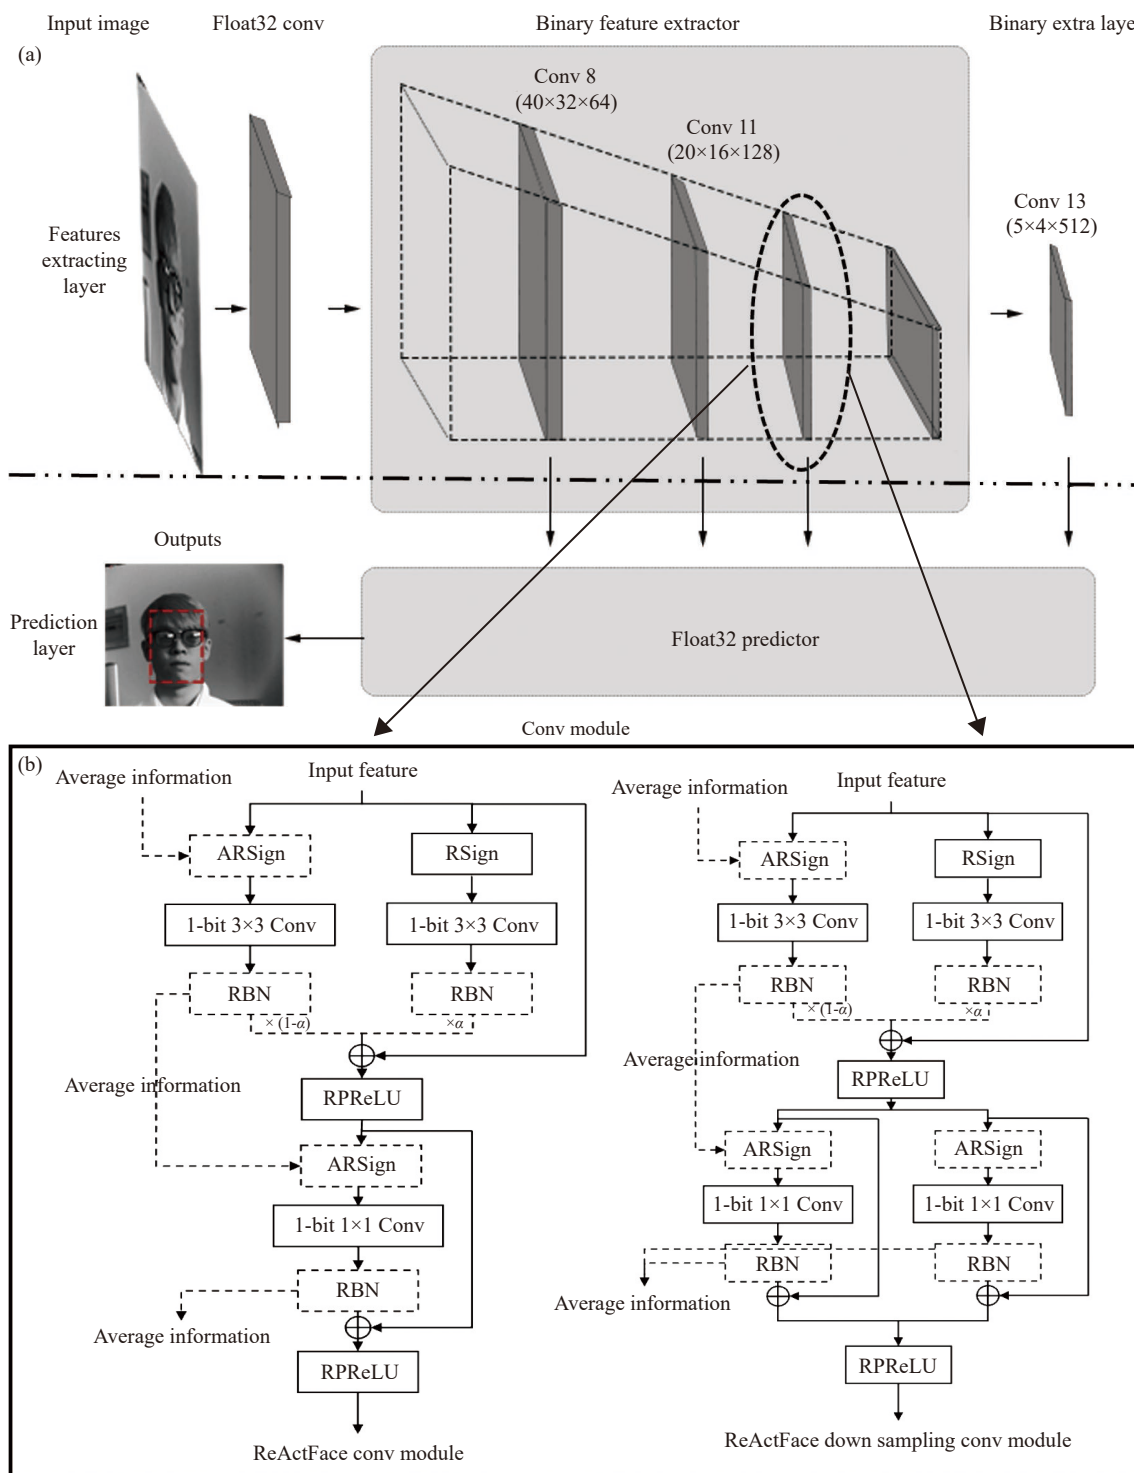 Input image
Float32 conv
Binary feature extractor
Binary extra laye
(a)
Conv 8
(40×32×64)
Conv 11
(20×16×128)
Conv 13
(5×4×512)
Features
extracting
layer
Outputs
Prediction
layer
Float32 predictor
Conv module
(b)
Average information
Input feature
ARSign
RSign
1-bit 3×3 Conv
1-bit 3×3 Conv
RBN
RBN
× (1-α)
×α
Average information
RPReLU
ARSign
1-bit 1×1 Conv
RBN
Average information
RPReLU
ReActFace conv module
Average information
Input feature
ARSign
RSign
1-bit 3×3 Conv
1-bit 3×3 Conv
RBN
RBN
× (1-α)
×α
Average information
RPReLU
ARSign
ARSign
1-bit 1×1 Conv
1-bit 1×1 Conv
RBN
RBN
Average information
RPReLU
ReActFace down sampling conv module